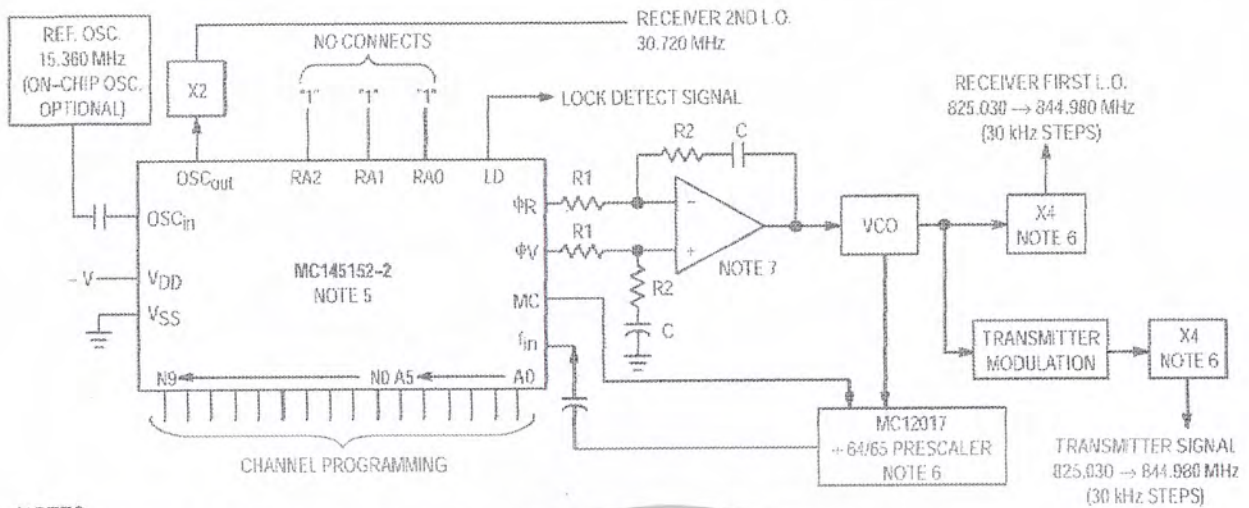 REF. OSC.
15.360 MHz
(ON–CHIP OSC.
OPTIONAL)
X2
RECEIVER 2ND L.O.
30.720 MHz
NO CONNECTS
"1" "1" "1"
LOCK DETECT SIGNAL
RECEIVER FIRST L.O.
825.030 → 844.980 MHz
(30 kHz STEPS)
OSCout RA2 RA1 RA0 LD
OSCin
VDD
VSS
– V
MC145152–2
NOTE 5
ϕR
ϕV
MC
fin
R1
R1
R2
C
–
+
NOTE 7
R2
C
VCO
X4
NOTE 6
TRANSMITTER
MODULATION
X4
NOTE 6
N9 N0 A5 A0
CHANNEL PROGRAMMING
MC12017
÷ 64/65 PRESCALER
NOTE 6
TRANSMITTER SIGNAL
825.030 → 844.980 MHz
(30 kHz STEPS)